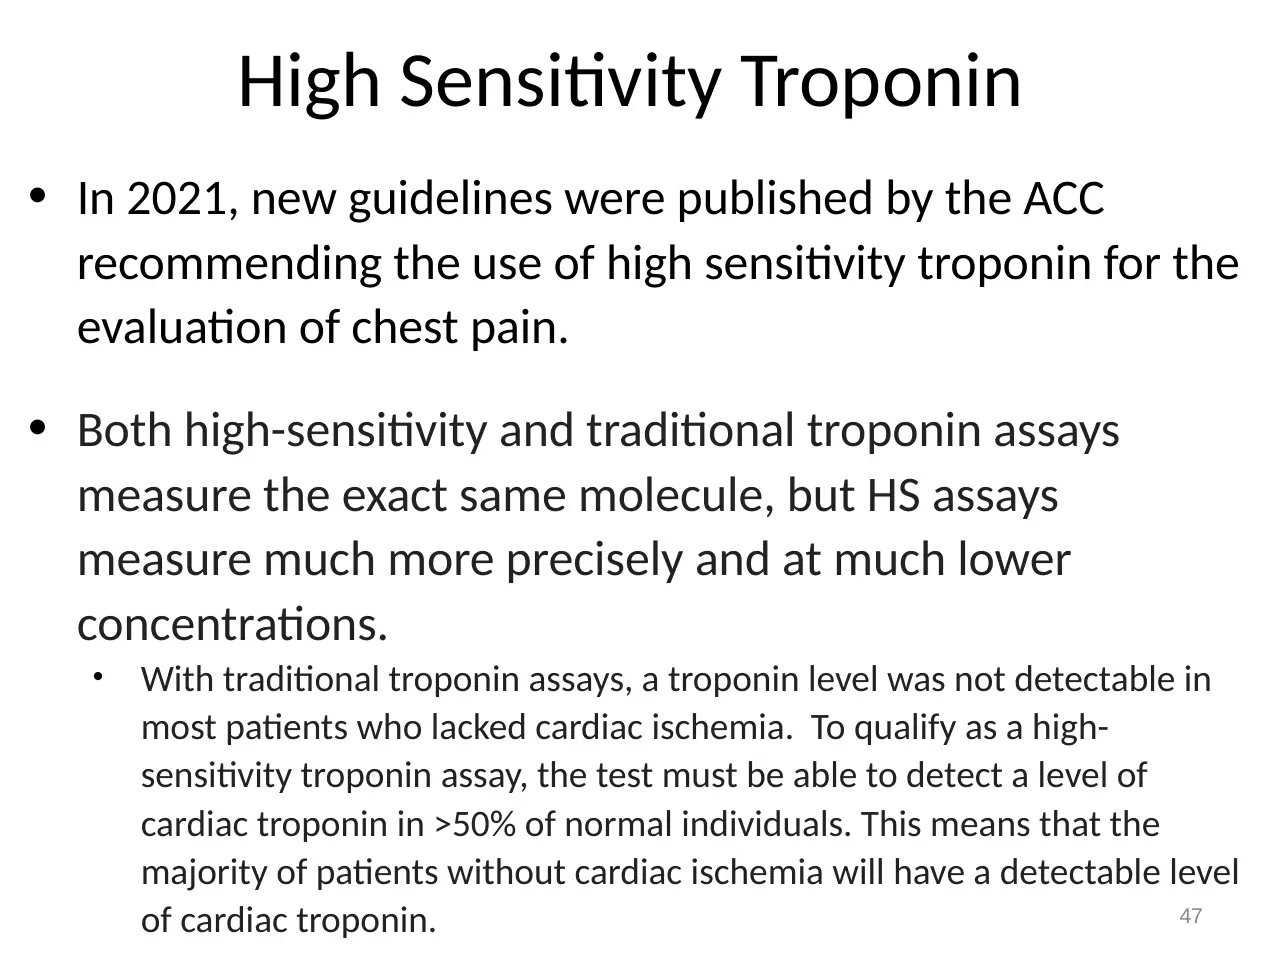 High Sensitivity Troponin
• In 2021, new guidelines were published by the ACC
recommending the use of high sensitivity troponin for the
evaluation of chest pain.
• Both high-sensitivity and traditional troponin assays
measure the exact same molecule, but HS assays
measure much more precisely and at much lower
concentrations.
• With traditional troponin assays, a troponin level was not detectable in
most patients who lacked cardiac ischemia.  To qualify as a high-
sensitivity troponin assay, the test must be able to detect a level of
cardiac troponin in >50% of normal individuals. This means that the
majority of patients without cardiac ischemia will have a detectable level
of cardiac troponin.
47